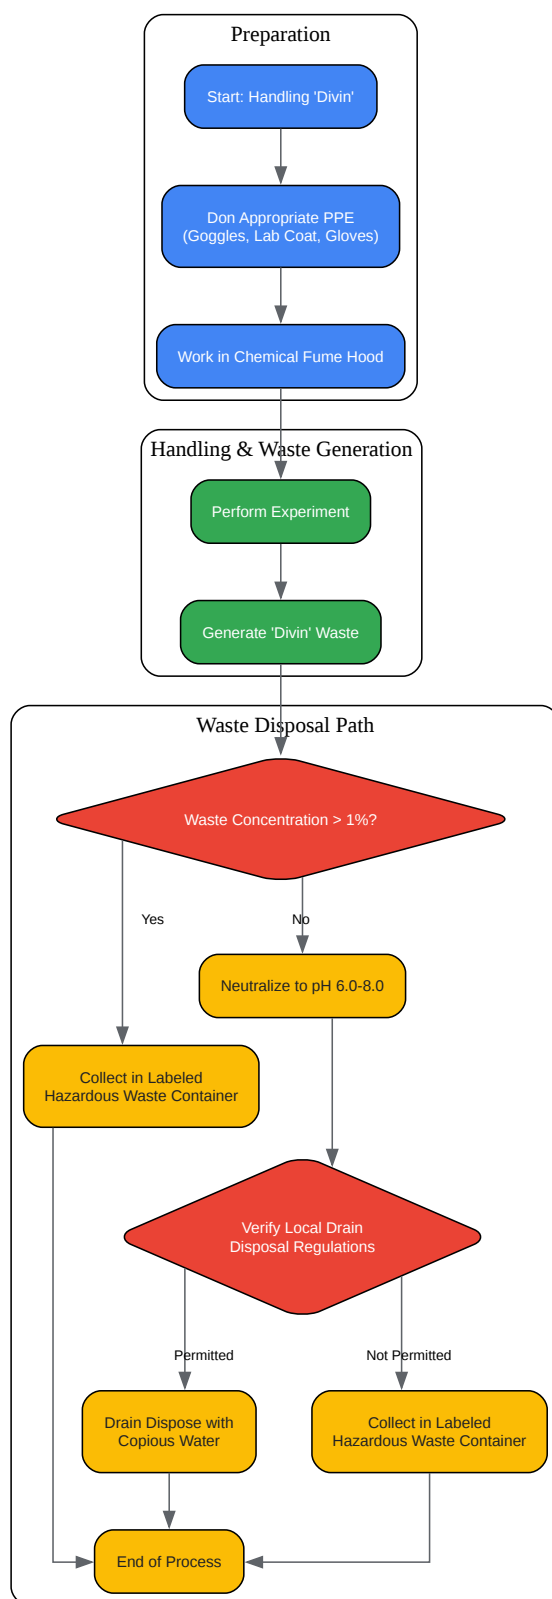 Preparation
Start: Handling 'Divin'
Don Appropriate PPE
(Goggles, Lab Coat, Gloves)
Work in Chemical Fume Hood
Handling & Waste Generation
Perform Experiment
Generate 'Divin' Waste
Waste Disposal Path
Waste Concentration > 1%?
Yes
No
Neutralize to pH 6.0-8.0
Collect in Labeled
Hazardous Waste Container
Verify Local Drain
Disposal Regulations
Permitted
Not Permitted
Drain Dispose with
Copious Water
Collect in Labeled
Hazardous Waste Container
End of Process